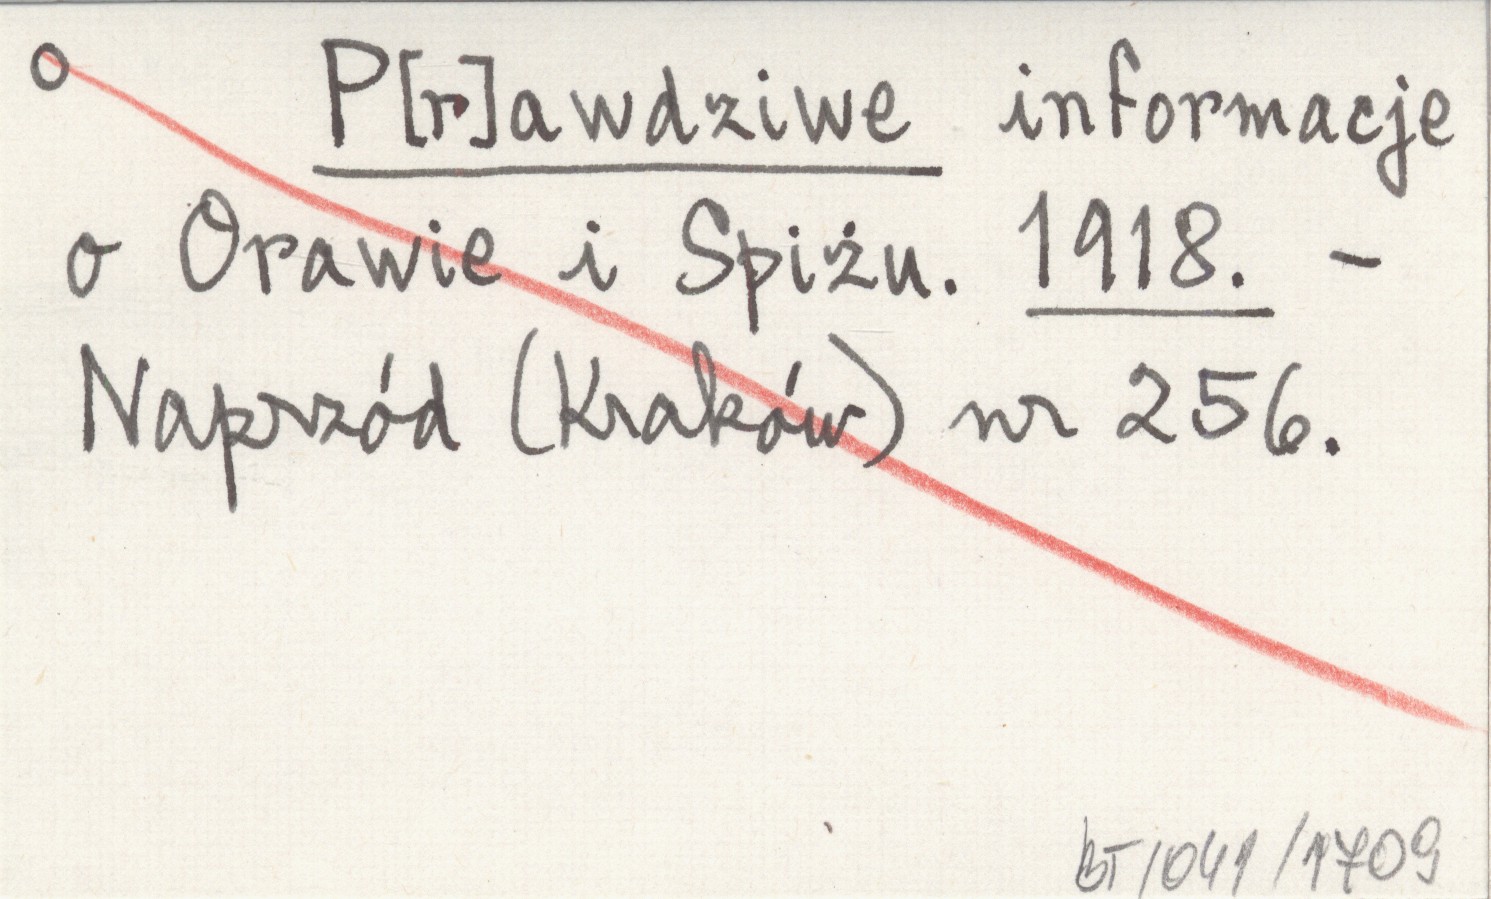 o P[r]awdziwe informacje
o Orawie i Spiżu. 1918. -
Naprzód (Kraków) nr 256.
BT/041/1709